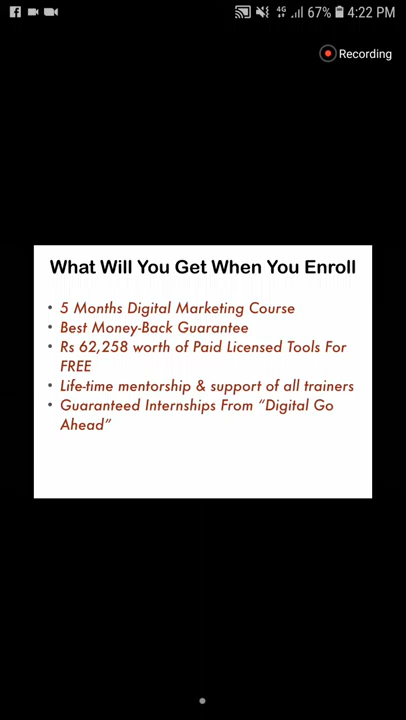 4G 67% 4:22 PM
Recording
What Will You Get When You Enroll
• 5 Months Digital Marketing Course
• Best Money-Back Guarantee
• Rs 62,258 worth of Paid Licensed Tools For
FREE
• Life-time mentorship & support of all trainers
• Guaranteed Internships From “Digital Go
Ahead”